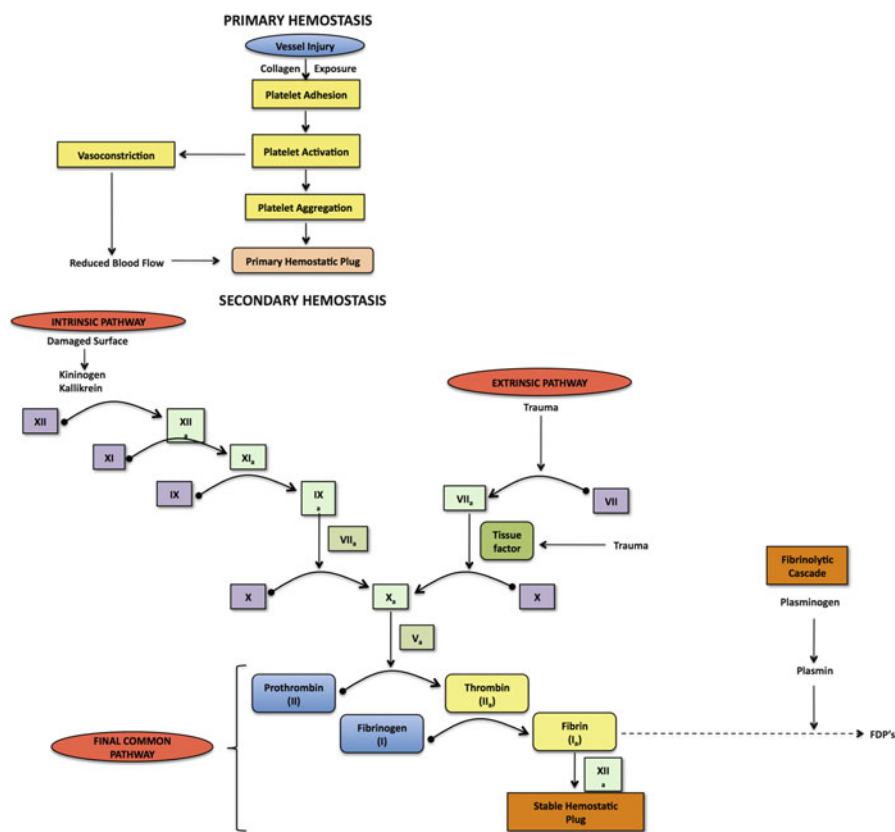 PRIMARY HEMOSTASIS
Vessel Injury
Collagen Exposure
Platelet Adhesion
Vasoconstriction
Platelet Activation
Platelet Aggregation
Reduced Blood Flow
Primary Hemostatic Plug
SECONDARY HEMOSTASIS
INTRINSIC PATHWAY
Damaged Surface
Kininogen
Kallikrein
EXTRINSIC PATHWAY
Trauma
XII
XII
a
XI
XIa
IX
IX
a
VIIa
VII
VIIa
Tissue
factor
Trauma
Fibrinolytic
Cascade
X
Xa
X
Plasminogen
Va
Plasmin
Prothrombin
(II)
Thrombin
(IIa)
Fibrinogen
(I)
Fibrin
(Ia)
FDP's
FINAL COMMON
PATHWAY
XII
a
Stable Hemostatic
Plug